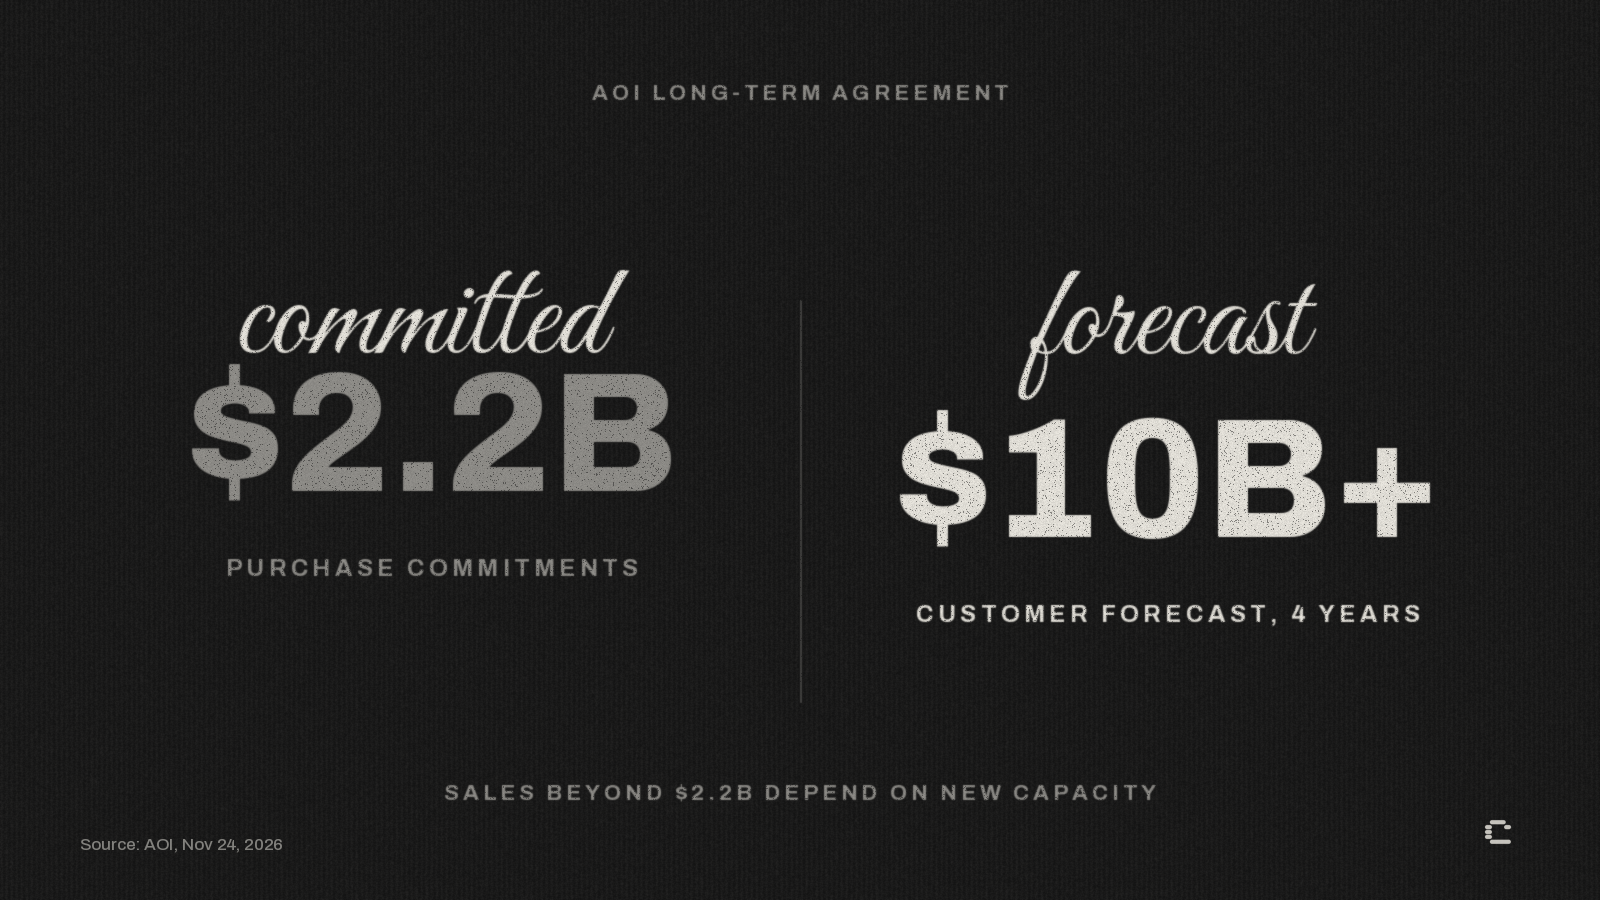 AOI LONG-TERM AGREEMENT
committed
$2.2B
PURCHASE COMMITMENTS
forecast
$10B+
CUSTOMER FORECAST, 4 YEARS
SALES BEYOND $2.2B DEPEND ON NEW CAPACITY
Source: AOI, Nov 24, 2026